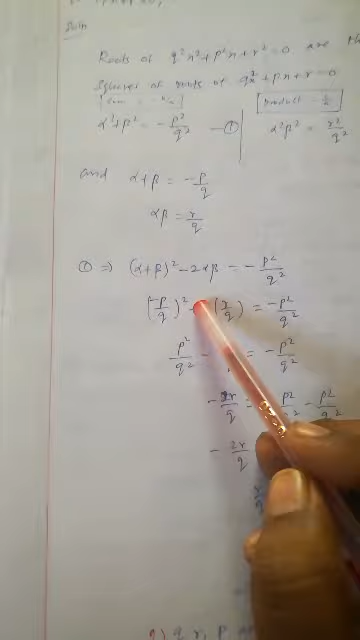 Soln
Roots of q²x²+p²x+r²=0 are the
Squares of roots of qx²+px+r=0
[Sum = -b/a] [product = c/a]
α²+β² = -p²/q² —① α²β² = r²/q²
and α+β = -p/q
αβ = r/q
① ⇒ (α+β)² -2αβ = -p²/q²
(-p/q)² - (r/q) = -p²/q²
p²/q² - = -p²/q²
- 2r/q = p² - p²/q²
- 2r/q
r/q